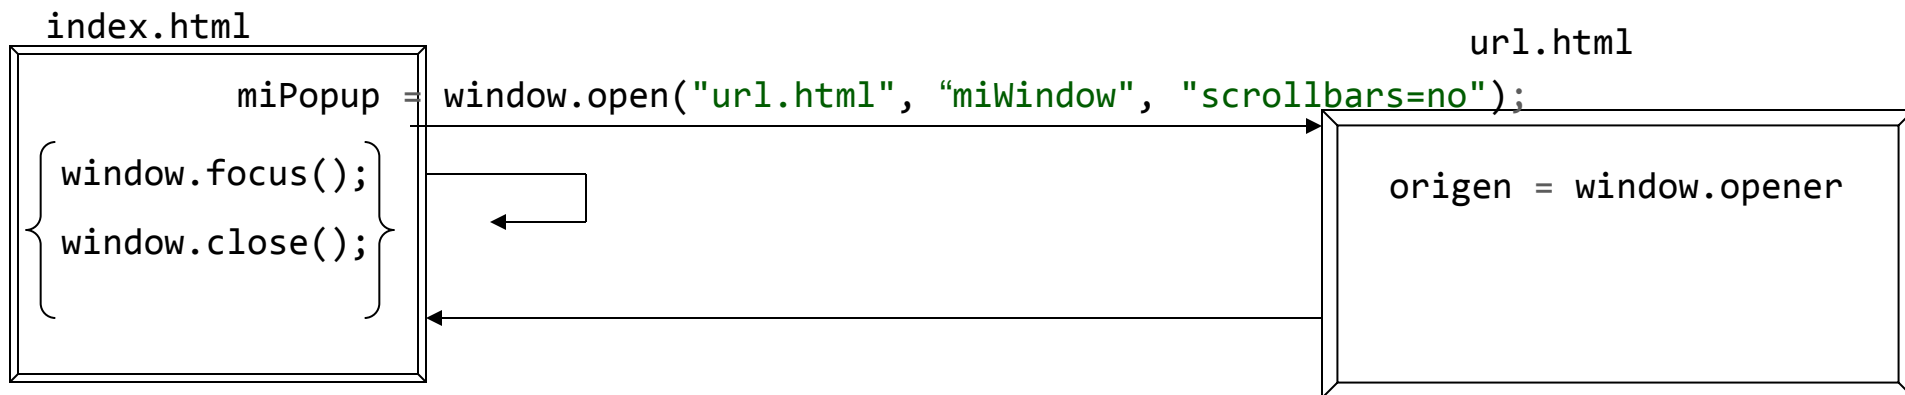 index.html
url.html
miPopup = window.open("url.html", “miWindow", "scrollbars=no");
window.focus();
origen = window.opener
window.close();